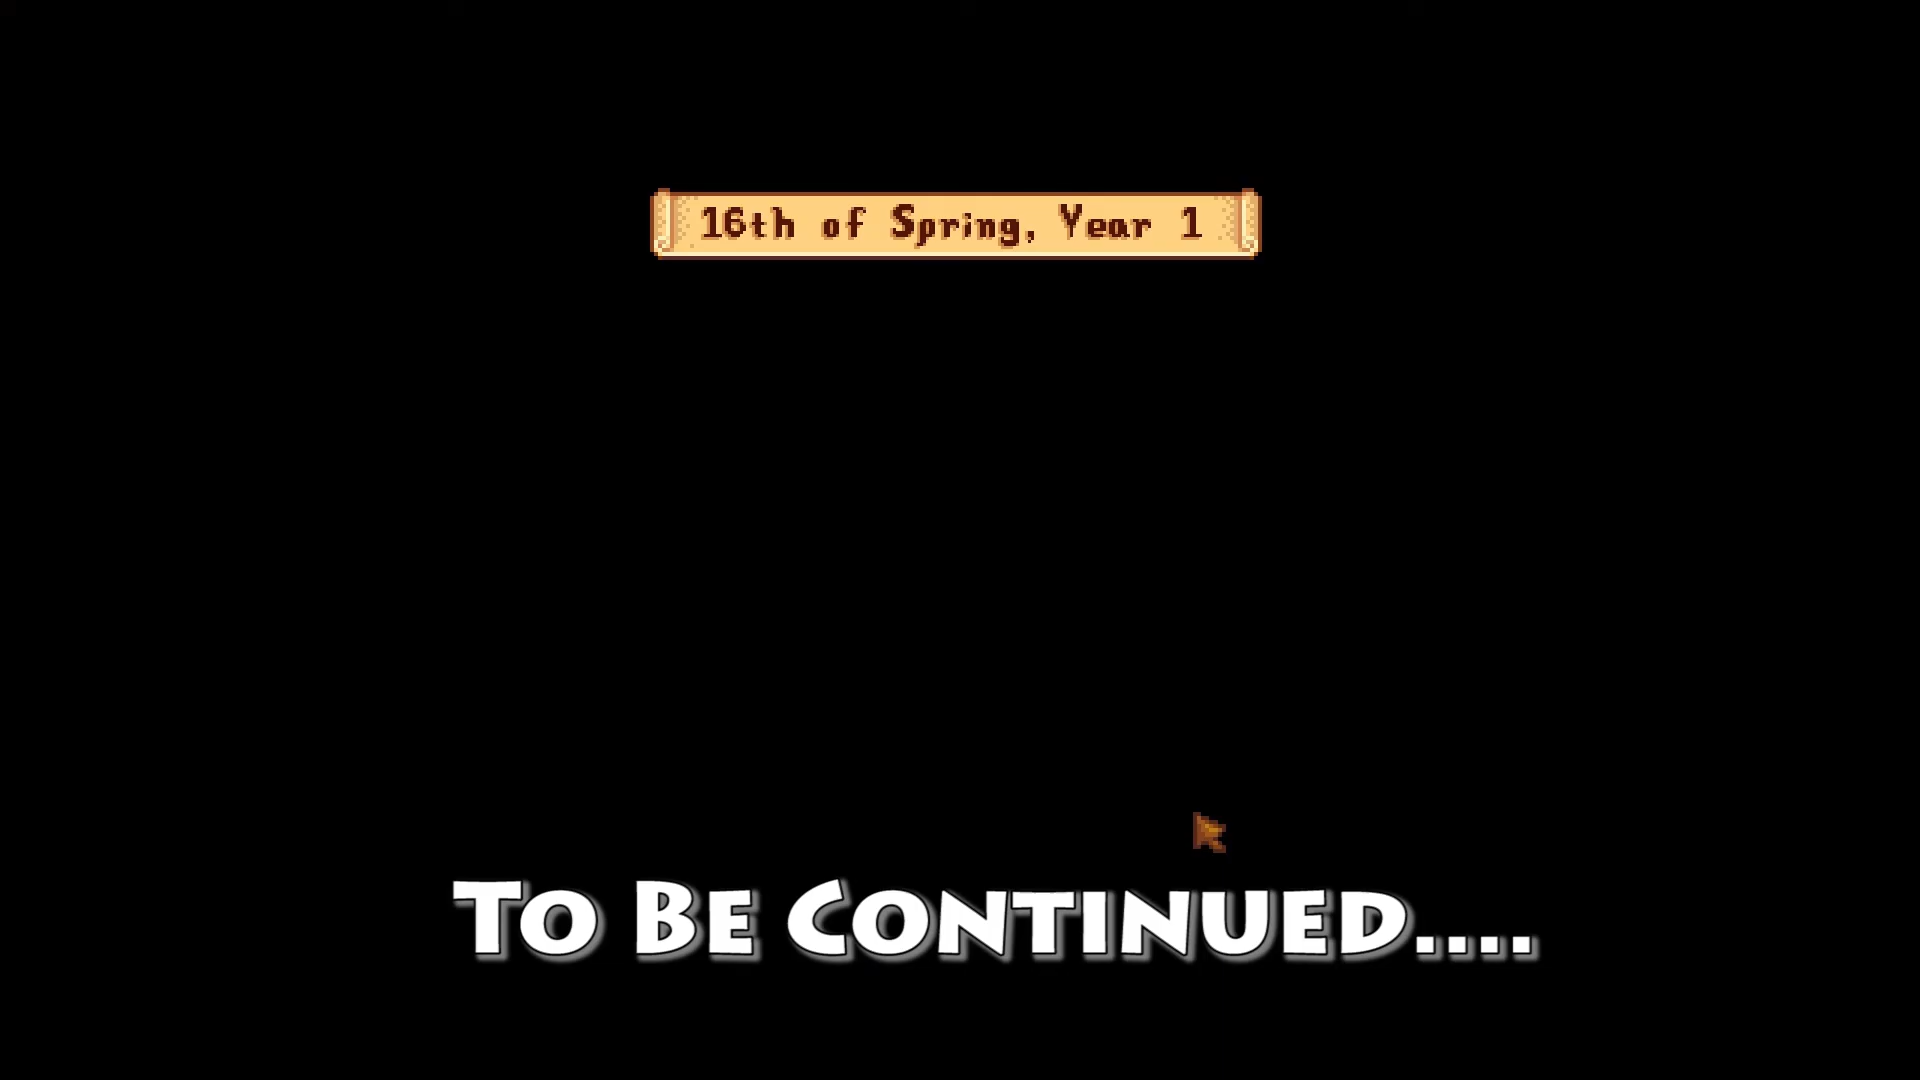 16th of Spring, Year 1
To Be Continued....